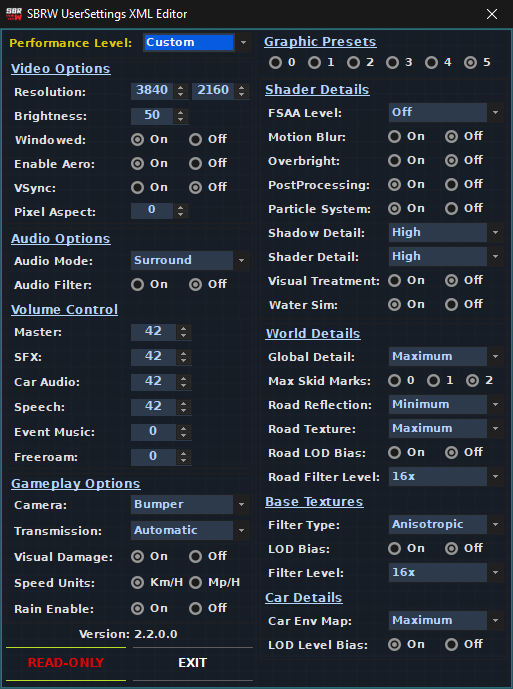 SBRW UserSettings XML Editor
Performance Level: Custom
Video Options
Resolution: 3840 2160
Brightness: 50
Windowed: On Off
Enable Aero: On Off
VSync: On Off
Pixel Aspect: 0
Audio Options
Audio Mode: Surround
Audio Filter: On Off
Volume Control
Master: 42
SFX: 42
Car Audio: 42
Speech: 42
Event Music: 0
Freeroam: 0
Gameplay Options
Camera: Bumper
Transmission: Automatic
Visual Damage: On Off
Speed Units: Km/H Mp/H
Rain Enable: On Off
Version: 2.2.0.0
READ-ONLY EXIT
Graphic Presets
0 1 2 3 4 5
Shader Details
FSAA Level: Off
Motion Blur: On Off
Overbright: On Off
PostProcessing: On Off
Particle System: On Off
Shadow Detail: High
Shader Detail: High
Visual Treatment: On Off
Water Sim: On Off
World Details
Global Detail: Maximum
Max Skid Marks: 0 1 2
Road Reflection: Minimum
Road Texture: Maximum
Road LOD Bias: On Off
Road Filter Level: 16x
Base Textures
Filter Type: Anisotropic
LOD Bias: On Off
Filter Level: 16x
Car Details
Car Env Map: Maximum
LOD Level Bias: On Off